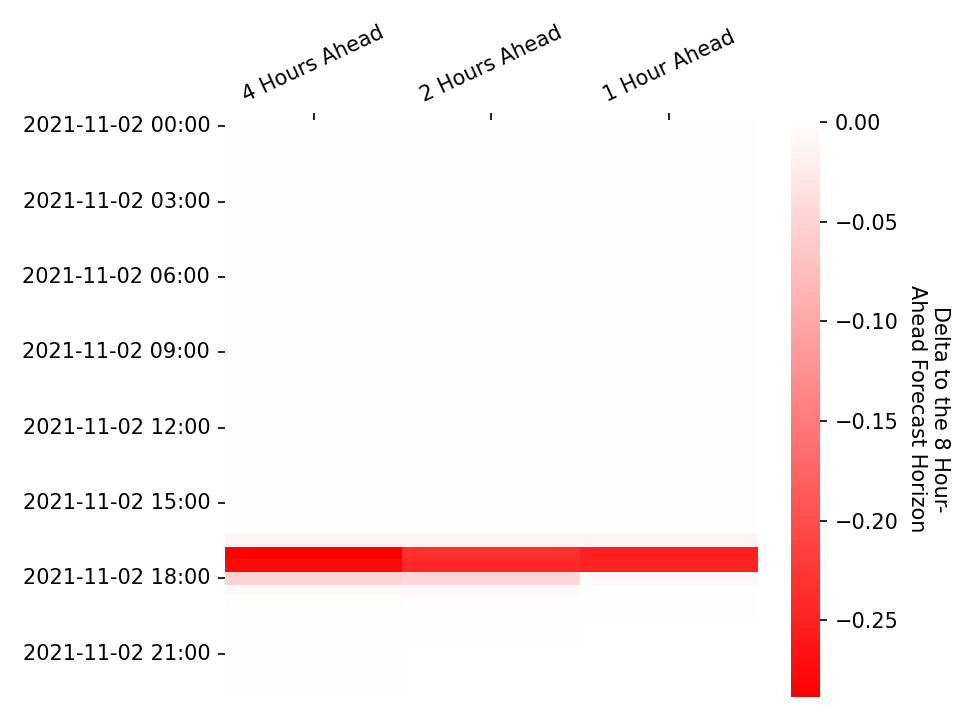 4 Hours Ahead
2 Hours Ahead
1 Hour Ahead
2021-11-02 00:00
2021-11-02 03:00
2021-11-02 06:00
2021-11-02 09:00
2021-11-02 12:00
2021-11-02 15:00
2021-11-02 18:00
2021-11-02 21:00
0.00
−0.05
−0.10
−0.15
−0.20
−0.25
Delta to the 8 Hour-
Ahead Forecast Horizon